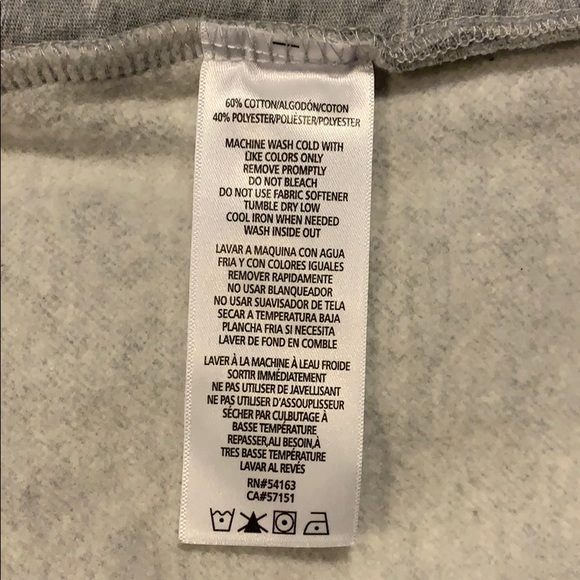 60% COTTON/ALGODÓN/COTON
40% POLYESTER/POLIÉSTER/POLYESTER
MACHINE WASH COLD WITH
LIKE COLORS ONLY
REMOVE PROMPTLY
DO NOT BLEACH
DO NOT USE FABRIC SOFTENER
TUMBLE DRY LOW
COOL IRON WHEN NEEDED
WASH INSIDE OUT
LAVAR A MAQUINA CON AGUA
FRIA Y CON COLORES IGUALES
REMOVER RAPIDAMENTE
NO USAR BLANQUEADOR
NO USAR SUAVISADOR DE TELA
SECAR A TEMPERATURA BAJA
PLANCHA FRIA SI NECESITA
LAVER DE FOND EN COMBLE
LAVER À LA MACHINE À LEAU FROIDE
SORTIR IMMÉDIATEMENT
NE PAS UTILISER DE JAVELLISANT
NE PAS UTILISER D'ASSOUPLISSEUR
SÉCHER PAR CULBUTAGE À
BASSE TEMPÉRATURE
REPASSER,ALI BESOIN,À
TRES BASSE TEMPÉRATURE
LAVAR AL REVÉS
RN#54163
CA#57151